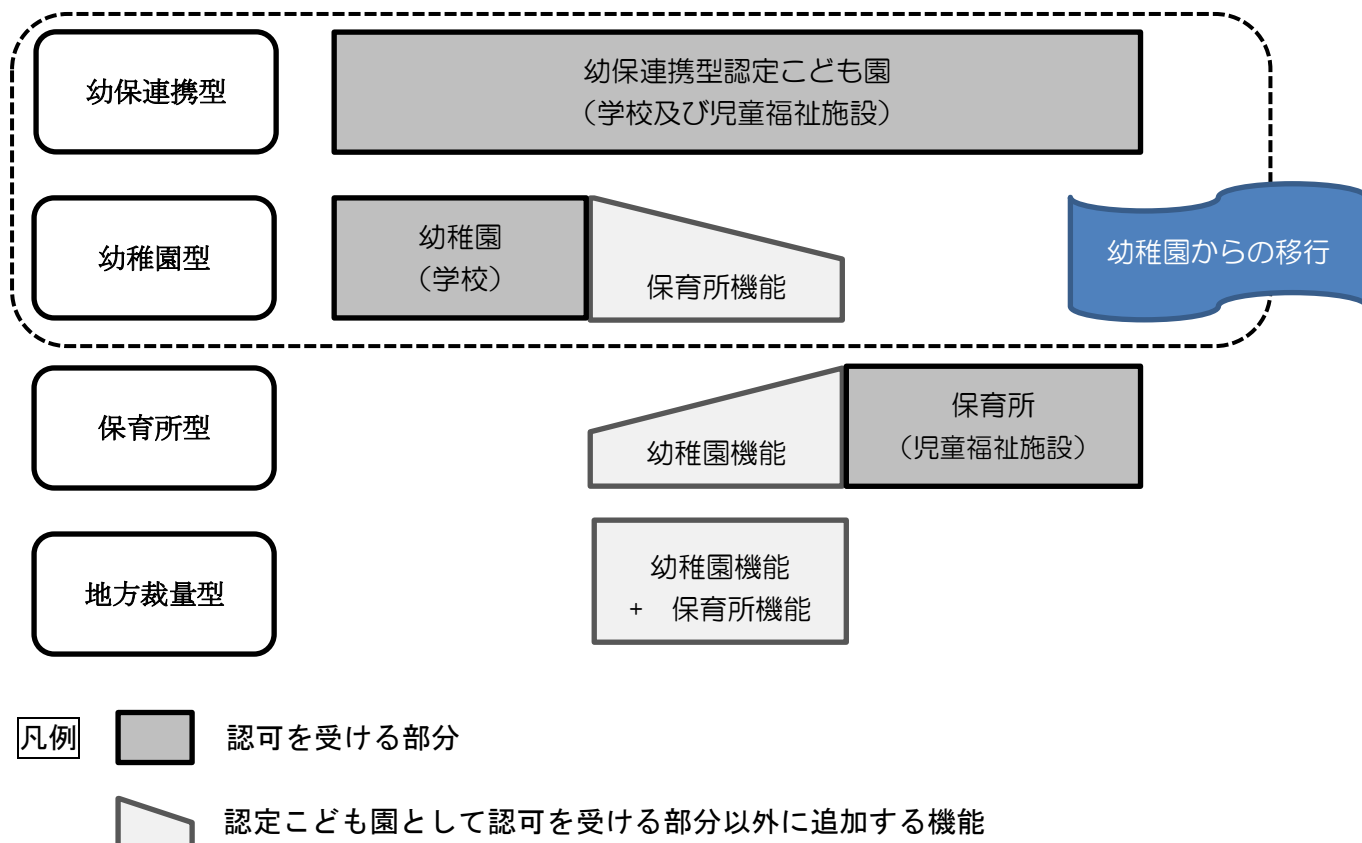 幼保連携型
幼保連携型認定こども園
（学校及び児童福祉施設）
幼稚園型
幼稚園
（学校）
保育所機能
幼稚園からの移行
保育所型
幼稚園機能
保育所
（児童福祉施設）
地方裁量型
幼稚園機能
+ 保育所機能
凡例
認可を受ける部分
認定こども園として認可を受ける部分以外に追加する機能